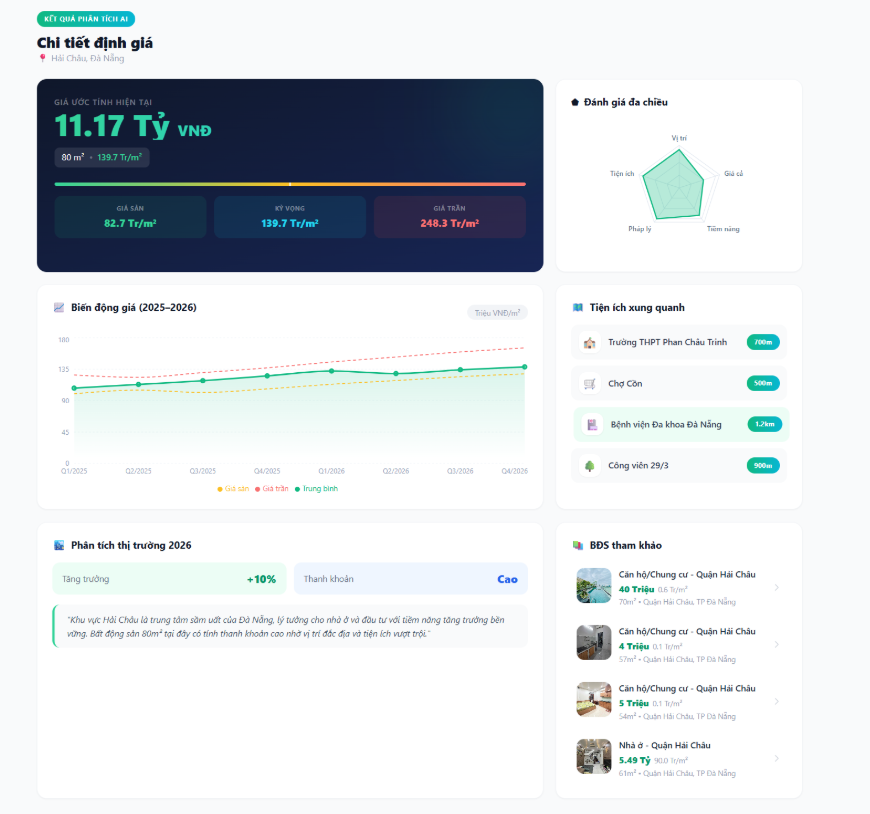 KẾT QUẢ PHÂN TÍCH AI
Chi tiết định giá
Hải Châu, Đà Nẵng
GIÁ ƯỚC TÍNH HIỆN TẠI
11.17 Tỷ VNĐ
80 m² • 139.7 Tr/m²
GIÁ SÀN
82.7 Tr/m²
KỲ VỌNG
139.7 Tr/m²
GIÁ TRẦN
248.3 Tr/m²
Đánh giá đa chiều
Vị trí
Giá cả
Tiềm năng
Pháp lý
Tiện ích
Biến động giá (2025–2026)
Triệu VNĐ/m²
180
135
90
45
0
Q1/2025
Q2/2025
Q3/2025
Q4/2025
Q1/2026
Q2/2026
Q3/2026
Q4/2026
Giá sàn
Giá trần
Trung bình
Tiện ích xung quanh
Trường THPT Phan Châu Trinh
700m
Chợ Cồn
500m
Bệnh viện Đa khoa Đà Nẵng
1.2km
Công viên 29/3
900m
Phân tích thị trường 2026
Tăng trưởng
+10%
Thanh khoản
Cao
"Khu vực Hải Châu là trung tâm sầm uất của Đà Nẵng, lý tưởng cho nhà ở và đầu tư với tiềm năng tăng trưởng bền
vững. Bất động sản 80m² tại đây có tính thanh khoản cao nhờ vị trí đắc địa và tiện ích vượt trội."
BĐS tham khảo
Căn hộ/Chung cư - Quận Hải Châu
40 Triệu 0.6 Tr/m²
70m² • Quận Hải Châu, TP Đà Nẵng
Căn hộ/Chung cư - Quận Hải Châu
4 Triệu 0.1 Tr/m²
57m² • Quận Hải Châu, TP Đà Nẵng
Căn hộ/Chung cư - Quận Hải Châu
5 Triệu 0.1 Tr/m²
54m² • Quận Hải Châu, TP Đà Nẵng
Nhà ở - Quận Hải Châu
5.49 Tỷ 90.0 Tr/m²
61m² • Quận Hải Châu, TP Đà Nẵng